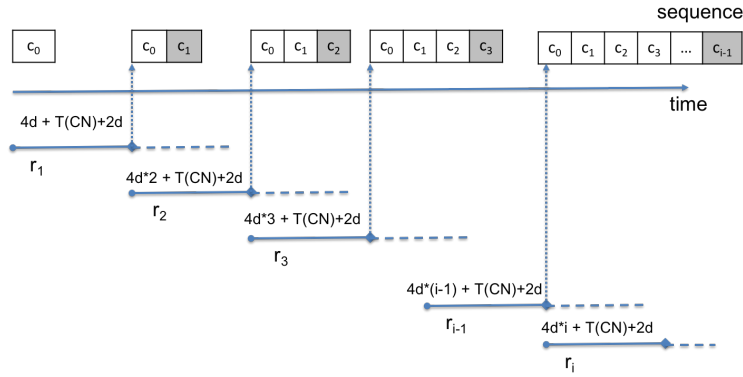 sequence
c0
c0 c1
c0 c1 c2
c0 c1 c2 c3
c0 c1 c2 c3 ... ci-1
time
4d + T(CN)+2d
r1
4d*2 + T(CN)+2d
r2
4d*3 + T(CN)+2d
r3
4d*(i-1) + T(CN)+2d
ri-1
4d*i + T(CN)+2d
ri